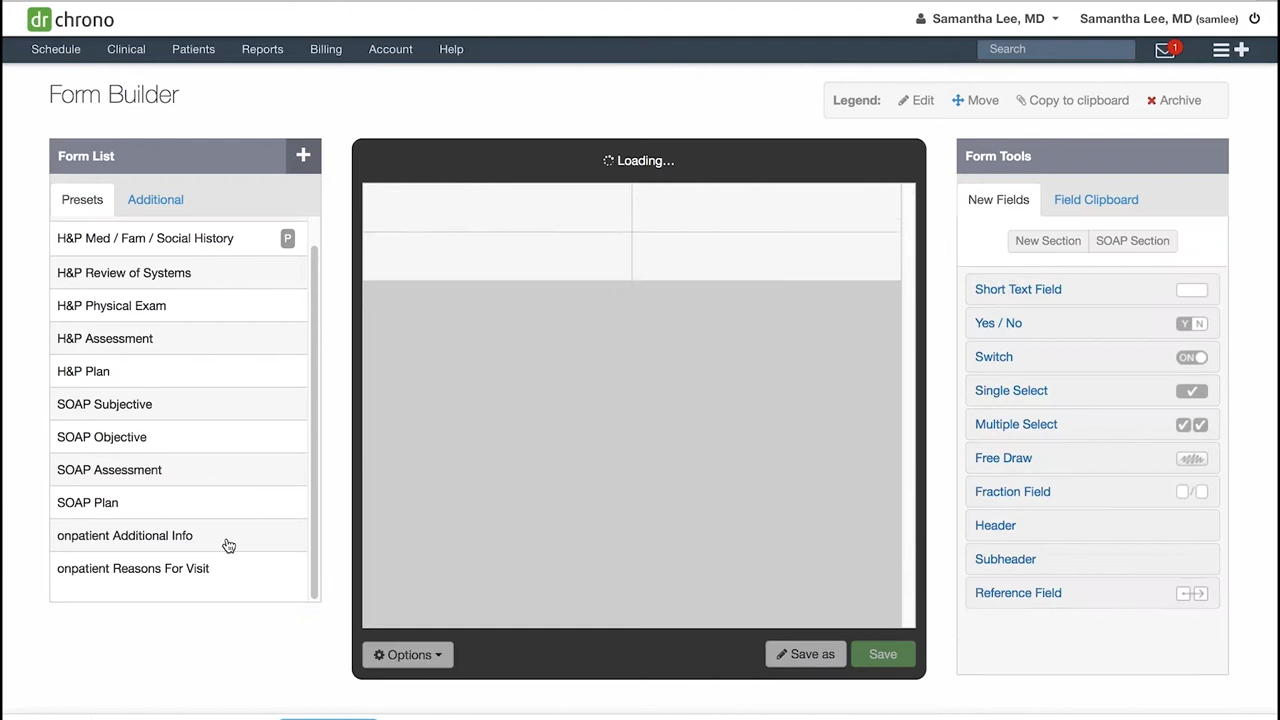 dr chrono
Samantha Lee, MD
Samantha Lee, MD (samlee)
Schedule Clinical Patients Reports Billing Account Help
Search
1
Form Builder
Legend: Edit Move Copy to clipboard Archive
Form List
Presets Additional
H&P Med / Fam / Social History P
H&P Review of Systems
H&P Physical Exam
H&P Assessment
H&P Plan
SOAP Subjective
SOAP Objective
SOAP Assessment
SOAP Plan
onpatient Additional Info
onpatient Reasons For Visit
Loading...
Options
Save as
Save
Form Tools
New Fields Field Clipboard
New Section SOAP Section
Short Text Field
Yes / No Y N
Switch ON
Single Select
Multiple Select
Free Draw
Fraction Field
Header
Subheader
Reference Field